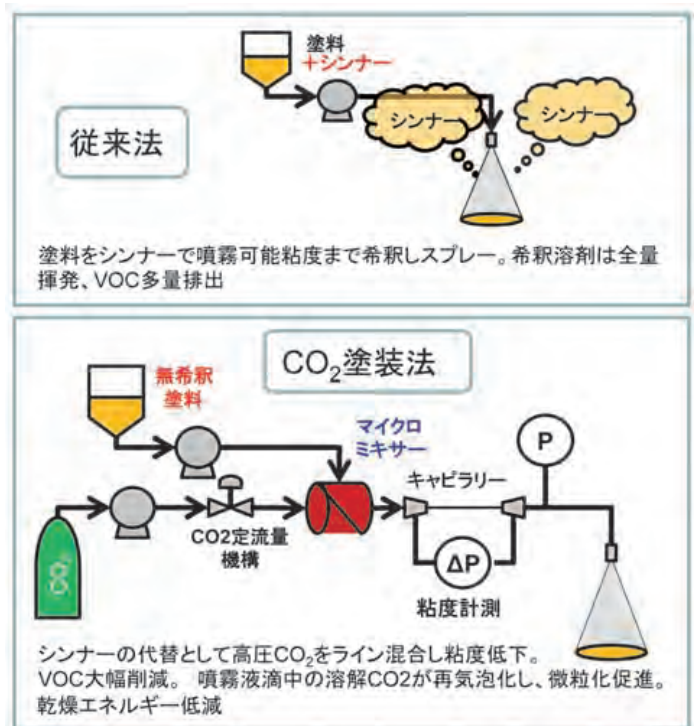 塗料
+シンナー
シンナー
シンナー
従来法
塗料をシンナーで噴霧可能粘度まで希釈しスプレー。希釈溶剤は全量
揮発、VOC多量排出
CO₂塗装法
無希釈
塗料
マイクロ
ミキサー
P
キャピラリー
CO2定流量
機構
ΔP
粘度計測
シンナーの代替として高圧CO₂をライン混合し粘度低下。
VOC大幅削減。 噴霧液滴中の溶解CO2が再気泡化し、微粒化促進。
乾燥エネルギー低減